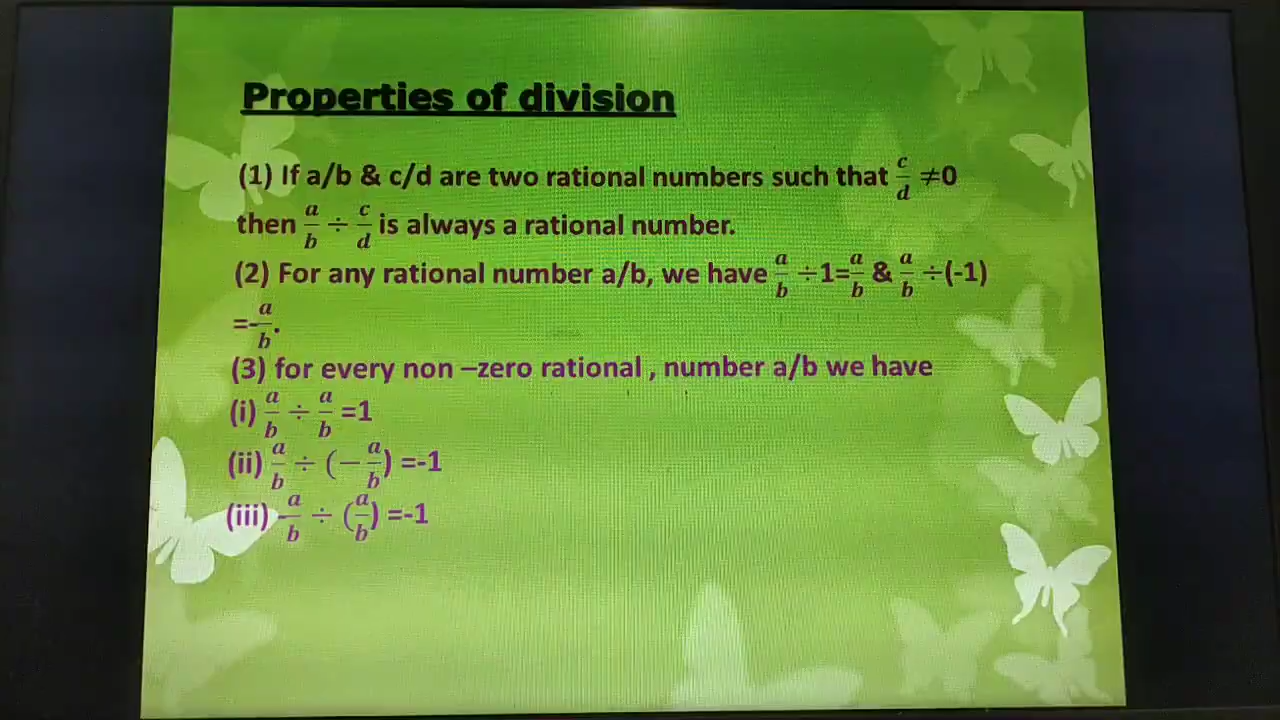 Properties of division
(1) If a/b & c/d are two rational numbers such that c/d ≠0
then a/b ÷ c/d is always a rational number.
(2) For any rational number a/b, we have a/b ÷1=a/b & a/b ÷(-1)
=-a/b.
(3) for every non –zero rational , number a/b we have
(i) a/b ÷ a/b =1
(ii) a/b ÷ (−a/b) =-1
(iii) -a/b ÷ (a/b) =-1